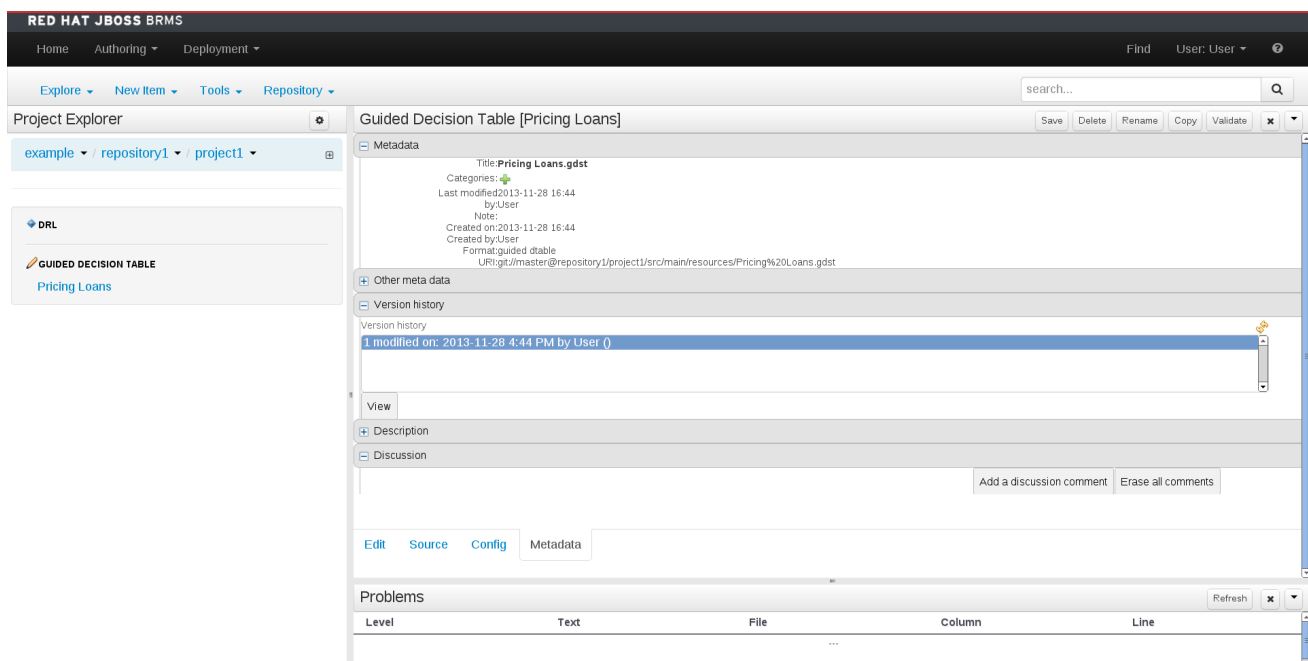 RED HAT JBOSS BRMS
Home Authoring Deployment Find User: User
Explore New Item Tools Repository search...
Project Explorer
example / repository1 / project1
DRL
GUIDED DECISION TABLE
Pricing Loans
Guided Decision Table [Pricing Loans] Save Delete Rename Copy Validate
Metadata
Title:Pricing Loans.gdst
Categories:
Last modified2013-11-28 16:44
by:User
Note:
Created on:2013-11-28 16:44
Created by:User
Format:guided dtable
URI:git://master@repository1/project1/src/main/resources/Pricing%20Loans.gdst
Other meta data
Version history
Version history
1 modified on: 2013-11-28 4:44 PM by User ()
View
Description
Discussion
Add a discussion comment Erase all comments
Edit Source Config Metadata
Problems Refresh
Level Text File Column Line
...